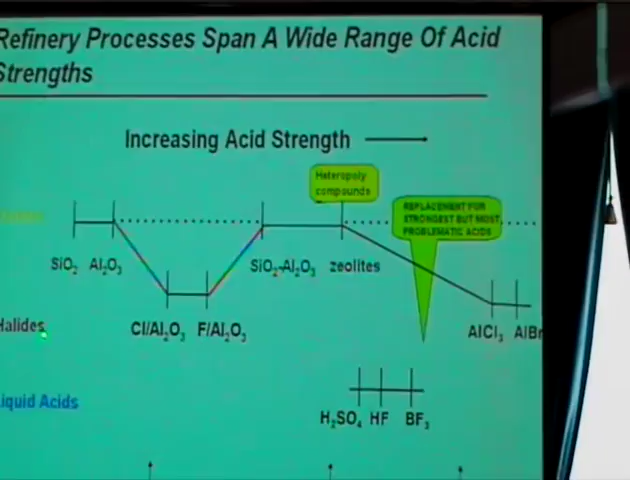 Refinery Processes Span A Wide Range Of Acid
Strengths
Increasing Acid Strength
Heteropoly
compounds
REPLACEMENT FOR
STRONGEST BUT MOST
PROBLEMATIC ACIDS
SiO₂ Al₂O₃ SiO₂-Al₂O₃ zeolites
Halides Cl/Al₂O₃ F/Al₂O₃ AlCl₃ AlBr
Liquid Acids
H₂SO₄ HF BF₃